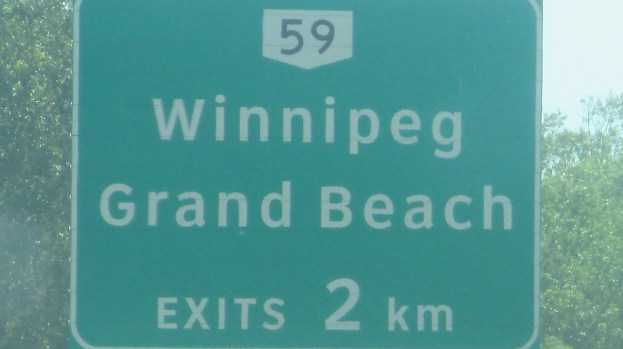 59
Winnipeg
Grand Beach
EXITS 2 km